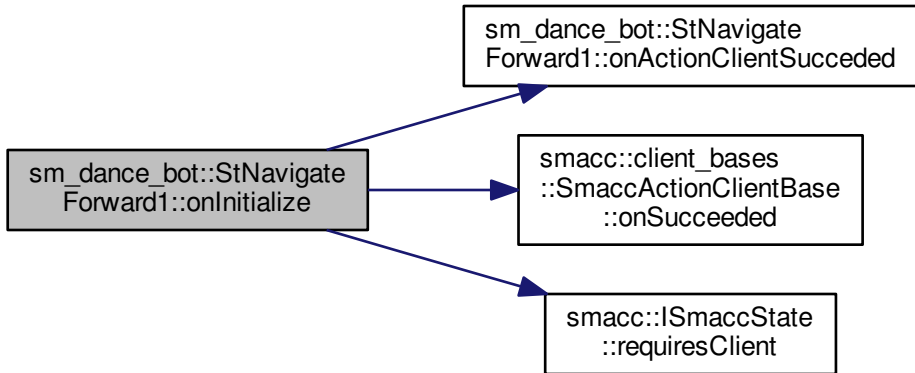 sm_dance_bot::StNavigate
Forward1::onInitialize
sm_dance_bot::StNavigate
Forward1::onActionClientSucceded
smacc::client_bases
::SmaccActionClientBase
::onSucceeded
smacc::ISmaccState
::requiresClient